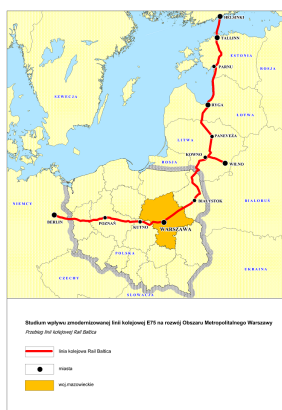 HELSINKI
TALLINN
ESTONIA
ROSJA
PARNU
SZWECJA
RYGA
ŁOTWA
PANEVEZA
LITWA
KOWNO
WILNO
ROSJA
BIAŁYSTOK
BIAŁORUŚ
NIEMCY
BERLIN
POZNAŃ
KUTNO
WARSZAWA
POLSKA
UKRAINA
CZECHY
SŁOWACJA
Studium wpływu zmodernizowanej linii kolejowej E75 na rozwój Obszaru Metropolitalnego Warszawy
Przebieg linii kolejowej Rail Baltica
linia kolejowa Rail Baltica
miasta
woj.mazowieckie